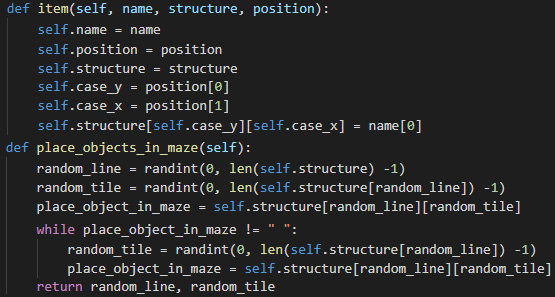 def item(self, name, structure, position):
    self.name = name
    self.position = position
    self.structure = structure
    self.case_y = position[0]
    self.case_x = position[1]
    self.structure[self.case_y][self.case_x] = name[0]
def place_objects_in_maze(self):
    random_line = randint(0, len(self.structure) -1)
    random_tile = randint(0, len(self.structure[random_line]) -1)
    place_object_in_maze = self.structure[random_line][random_tile]
    while place_object_in_maze != " ":
        random_tile = randint(0, len(self.structure[random_line]) -1)
        place_object_in_maze = self.structure[random_line][random_tile]
    return random_line, random_tile